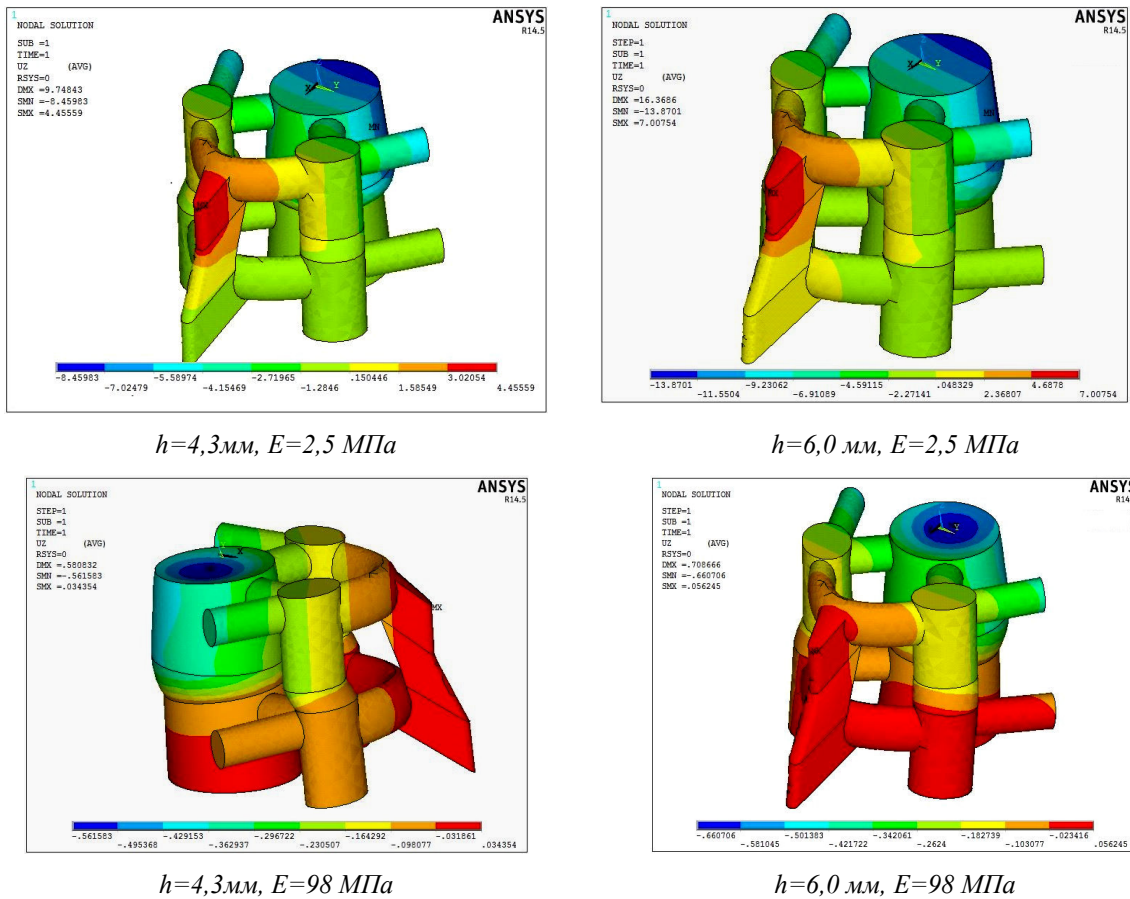 1
NODAL SOLUTION
SUB =1
TIME=1
UZ (AVG)
RSYS=0
DMX =9.74843
SMN =-8.45983
SMX =4.45559
ANSYS
R14.5
X
Y
MN
MX
-8.45983 -5.58974 -2.71965 .150446 3.02054
-7.02479 -4.15469 -1.2846 1.58549 4.45559
h=4,3мм, E=2,5 МПа
1
NODAL SOLUTION
STEP=1
SUB =1
TIME=1
UZ (AVG)
RSYS=0
DMX =16.3686
SMN =-13.8701
SMX =7.00754
ANSYS
R14.5
X
Y
MN
MX
-13.8701 -9.23062 -4.59115 .048329 4.6878
-11.5504 -6.91089 -2.27141 2.36807 7.00754
h=6,0 мм, E=2,5 МПа
1
NODAL SOLUTION
STEP=1
SUB =1
TIME=1
UZ (AVG)
RSYS=0
DMX =.580832
SMN =-.561583
SMX =.034354
ANSYS
R14.5
X
MX
-.561583 -.429153 -.296722 -.164292 -.031861
-.495368 -.362937 -.230507 -.098077 .034354
h=4,3мм, E=98 МПа
1
NODAL SOLUTION
STEP=1
SUB =1
TIME=1
UZ (AVG)
RSYS=0
DMX =.708666
SMN =-.660706
SMX =.056245
ANSYS
R14
X
Y
-.660706 -.501383 -.342061 -.182739 -.023416
-.581045 -.421722 -.2624 -.103077 .056245
h=6,0 мм, E=98 МПа